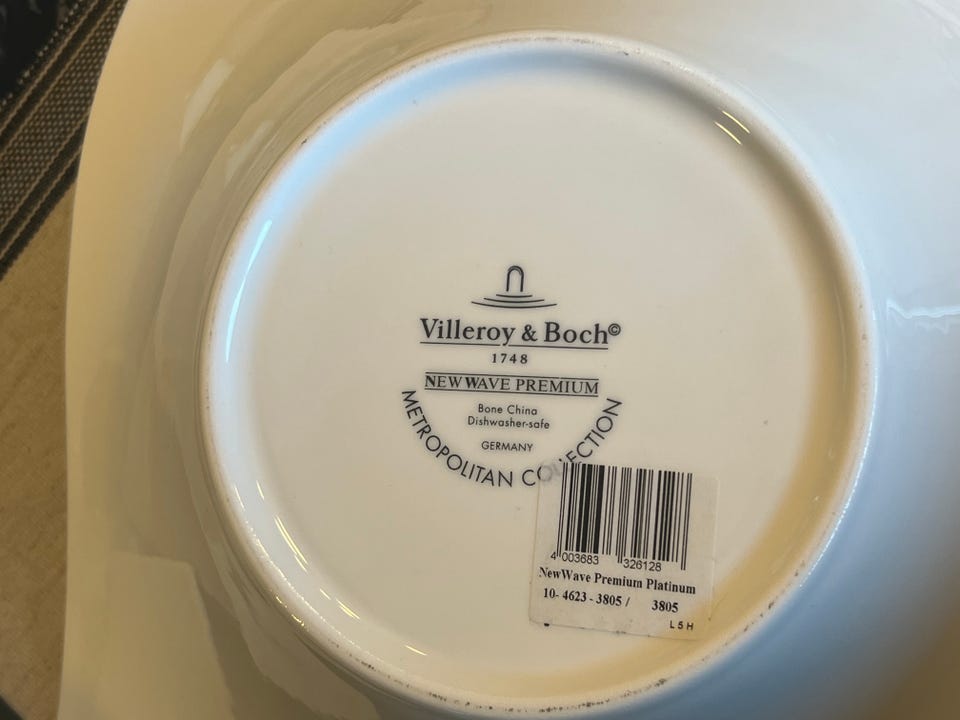 Villeroy & Boch©
1748
NEWWAVE PREMIUM
Bone China
Dishwasher-safe
GERMANY
METROPOLITAN COLLECTION
4 003683 326128
NewWave Premium Platinum
10- 4623 - 3805 / 3805
L 5 H